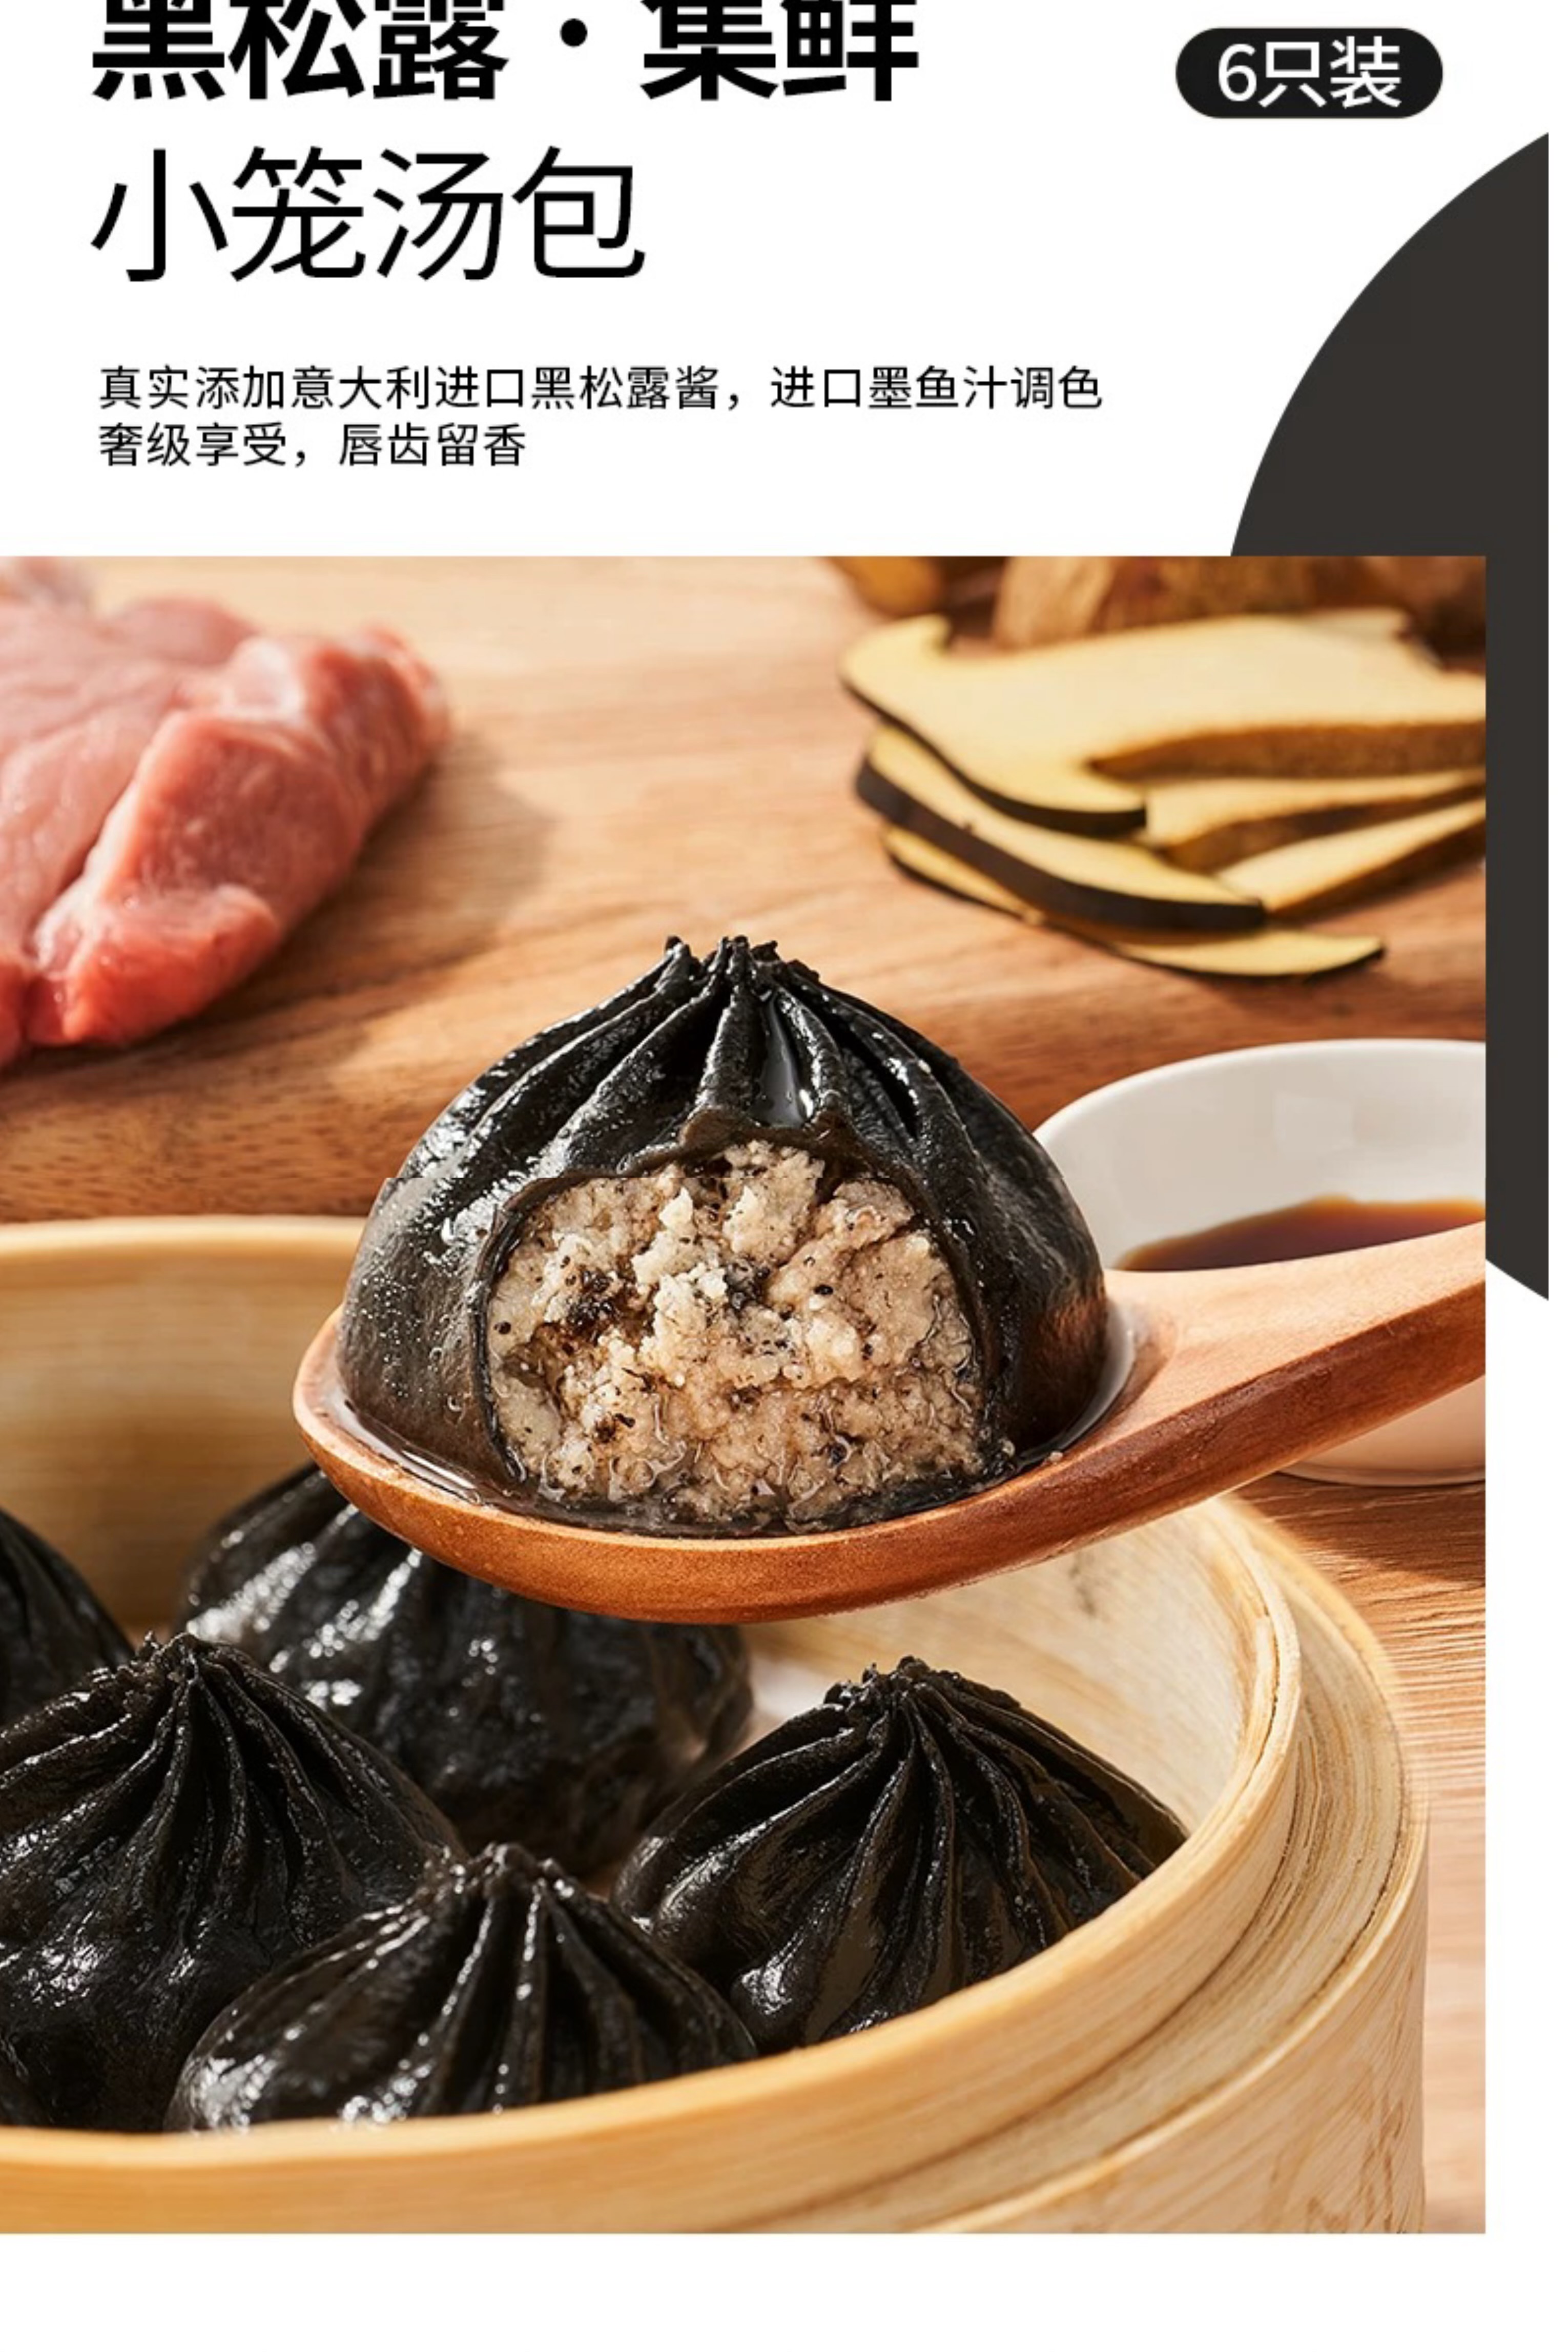 黑松露·集鲜
6只装
小笼汤包
真实添加意大利进口黑松露酱，进口墨鱼汁调色
奢级享受，唇齿留香